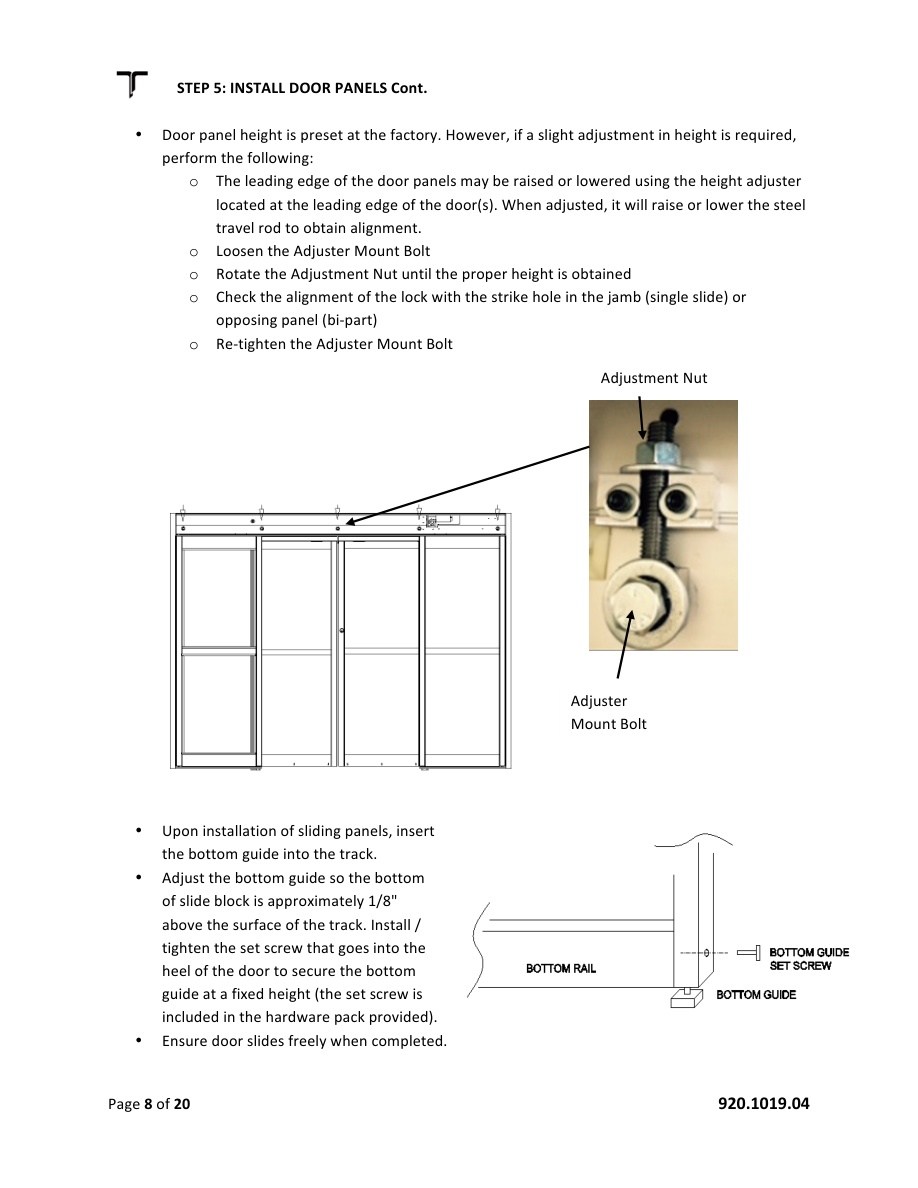 STEP 5: INSTALL DOOR PANELS Cont.
• Door panel height is preset at the factory. However, if a slight adjustment in height is required,
perform the following:
o The leading edge of the door panels may be raised or lowered using the height adjuster
located at the leading edge of the door(s). When adjusted, it will raise or lower the steel
travel rod to obtain alignment.
o Loosen the Adjuster Mount Bolt
o Rotate the Adjustment Nut until the proper height is obtained
o Check the alignment of the lock with the strike hole in the jamb (single slide) or
opposing panel (bi-part)
o Re-tighten the Adjuster Mount Bolt
Adjustment Nut
Adjuster
Mount Bolt
• Upon installation of sliding panels, insert
the bottom guide into the track.
• Adjust the bottom guide so the bottom
of slide block is approximately 1/8"
above the surface of the track. Install /
tighten the set screw that goes into the
heel of the door to secure the bottom
guide at a fixed height (the set screw is
included in the hardware pack provided).
• Ensure door slides freely when completed.
BOTTOM RAIL
BOTTOM GUIDE
SET SCREW
BOTTOM GUIDE
Page 8 of 20
920.1019.04